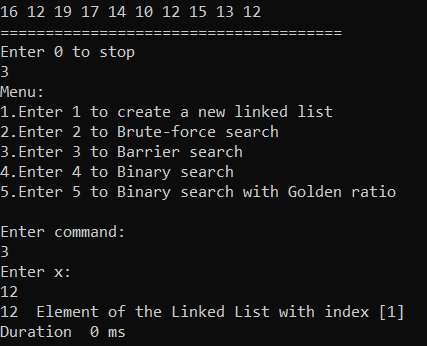 16 12 19 17 14 10 12 15 13 12
=====================================
Enter 0 to stop
3
Menu:
1.Enter 1 to create a new linked list
2.Enter 2 to Brute-force search
3.Enter 3 to Barrier search
4.Enter 4 to Binary search
5.Enter 5 to Binary search with Golden ratio
Enter command:
3
Enter x:
12
12  Element of the Linked List with index [1]
Duration  0 ms